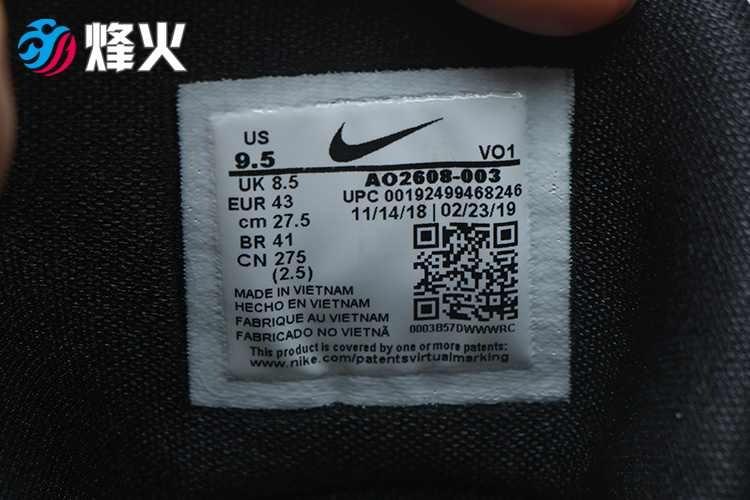 烽火
US
9.5
VO1
UK 8.5
AO2608-003
EUR 43
UPC 00192499468246
cm 27.5
11/14/18 | 02/23/19
BR 41
CN 275
(2.5)
MADE IN VIETNAM
HECHO EN VIETNAM
FABRIQUE AU VIETNAM
FABRICADO NO VIETNÃ
0003B57DWWWRC
This product is covered by one or more patents:
www.nike.com/patentsvirtualmarking